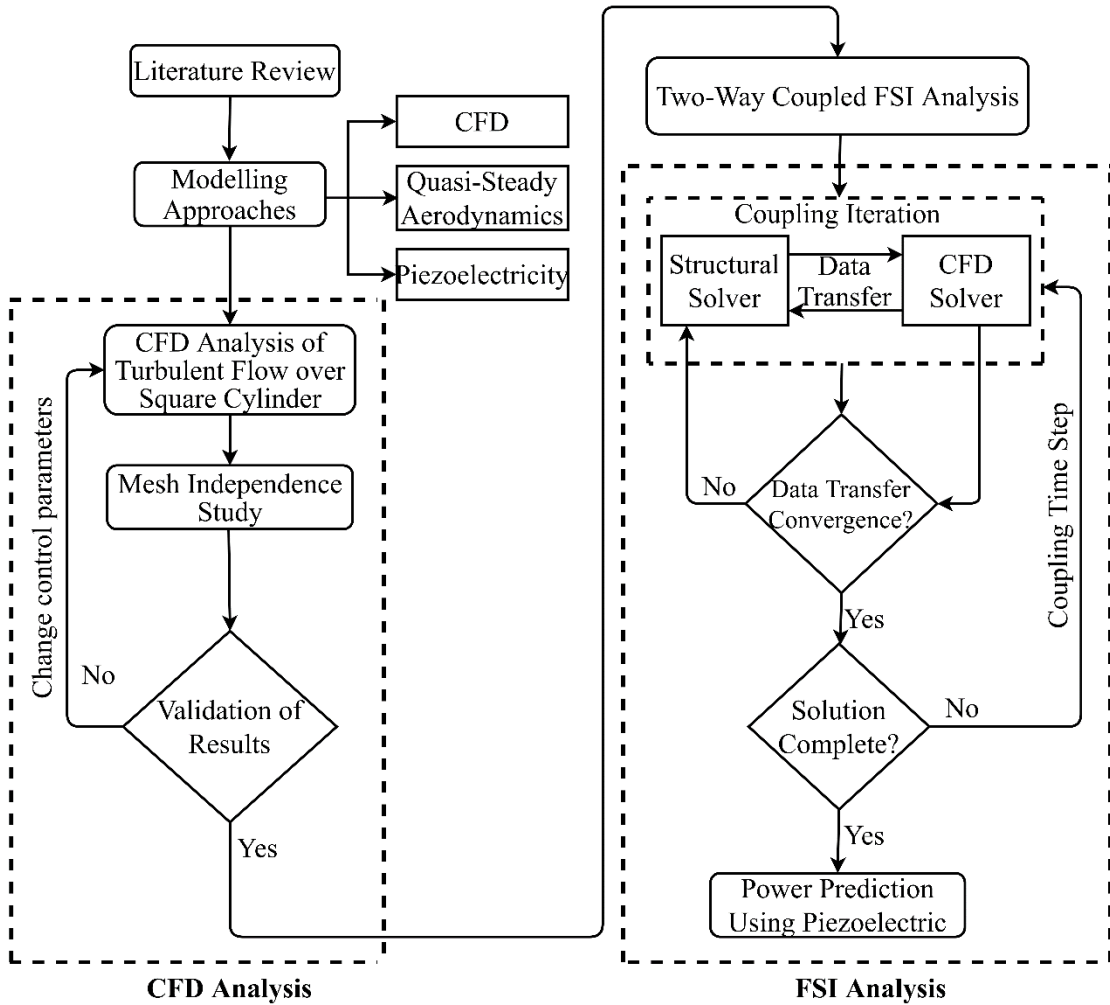 Literature Review
Modelling
Approaches
CFD
Quasi-Steady
Aerodynamics
Piezoelectricity
CFD Analysis of
Turbulent Flow over
Square Cylinder
Mesh Independence
Study
Change control parameters
No
Validation of
Results
Yes
CFD Analysis
Two-Way Coupled FSI Analysis
Coupling Iteration
Structural
Solver
Data
Transfer
CFD
Solver
No
Data Transfer
Convergence?
Yes
Coupling Time Step
Solution
Complete?
No
Yes
Power Prediction
Using Piezoelectric
FSI Analysis